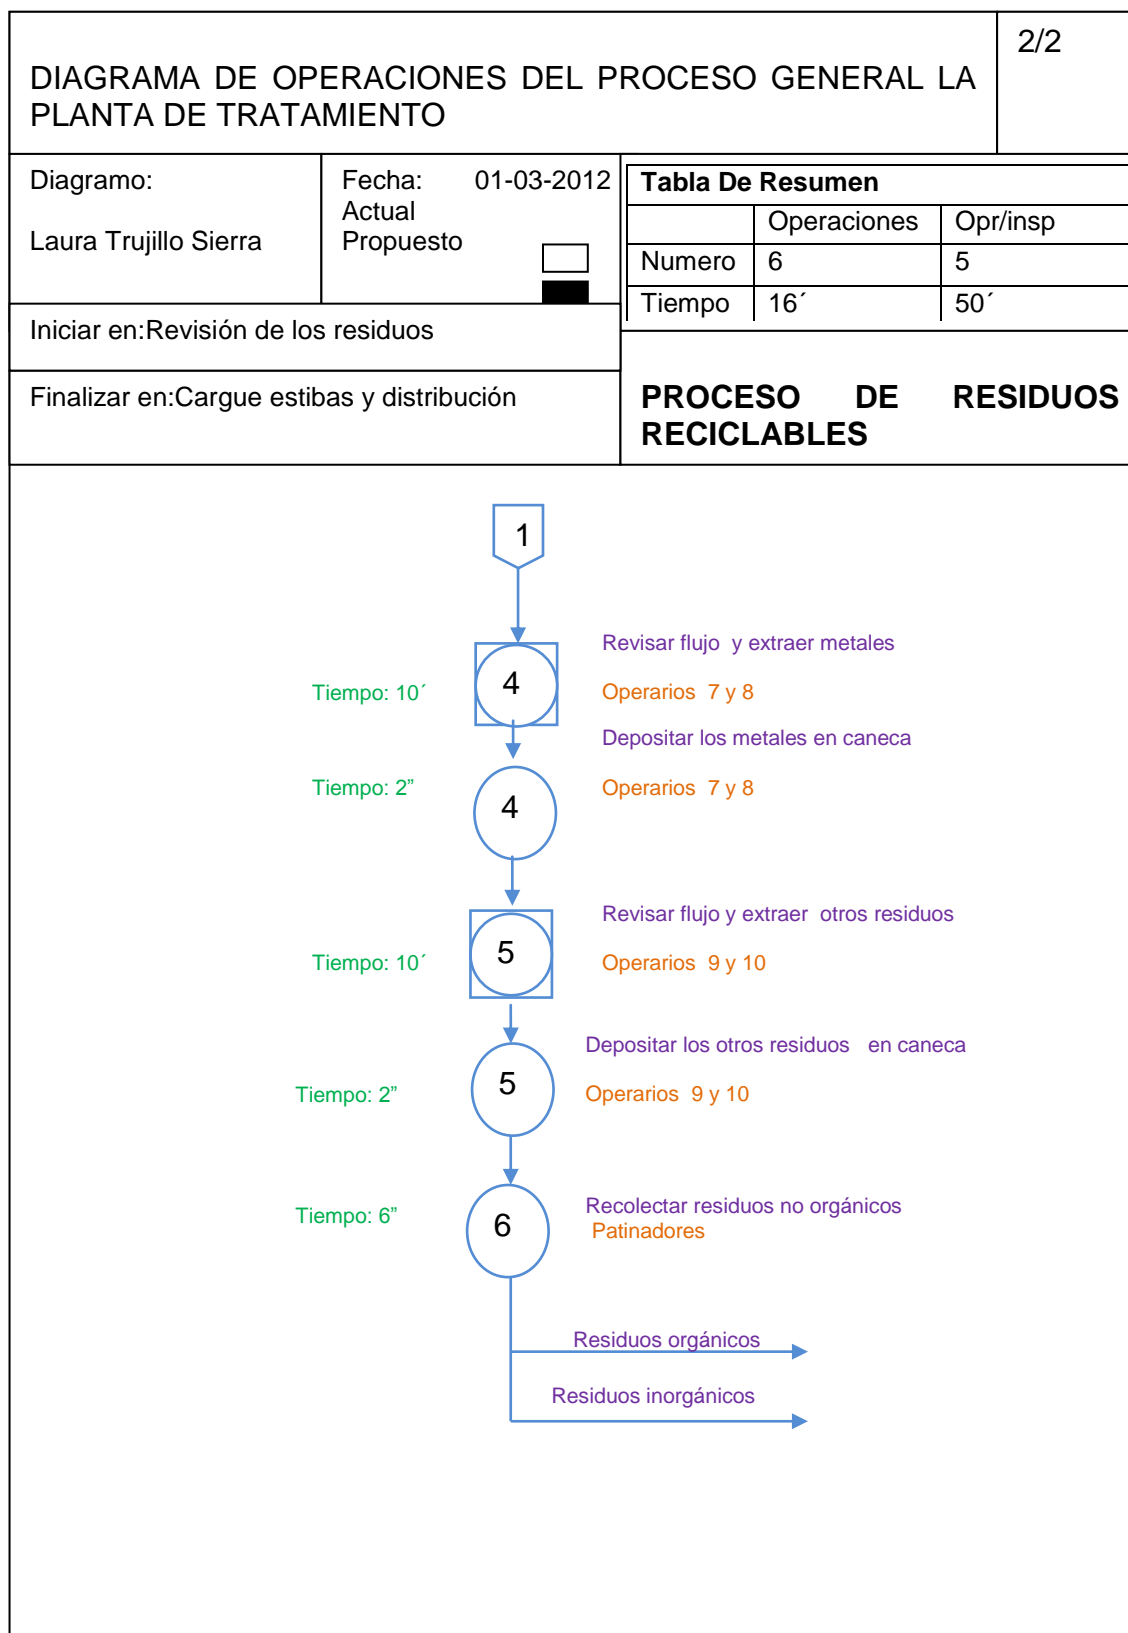 DIAGRAMA DE OPERACIONES DEL PROCESO GENERAL LA
PLANTA DE TRATAMIENTO
2/2
Diagramo:
Laura Trujillo Sierra
Fecha: 01-03-2012
Actual
Propuesto
Tabla De Resumen
Operaciones Opr/insp
Numero 6 5
Tiempo 16´ 50´
Iniciar en:Revisión de los residuos
Finalizar en:Cargue estibas y distribución
PROCESO DE RESIDUOS
RECICLABLES
1
Revisar flujo y extraer metales
Tiempo: 10´ 4 Operarios 7 y 8
Depositar los metales en caneca
Tiempo: 2” 4 Operarios 7 y 8
Revisar flujo y extraer otros residuos
Tiempo: 10´ 5 Operarios 9 y 10
Depositar los otros residuos en caneca
Tiempo: 2” 5 Operarios 9 y 10
Recolectar residuos no orgánicos
Tiempo: 6” 6 Patinadores
Residuos orgánicos
Residuos inorgánicos